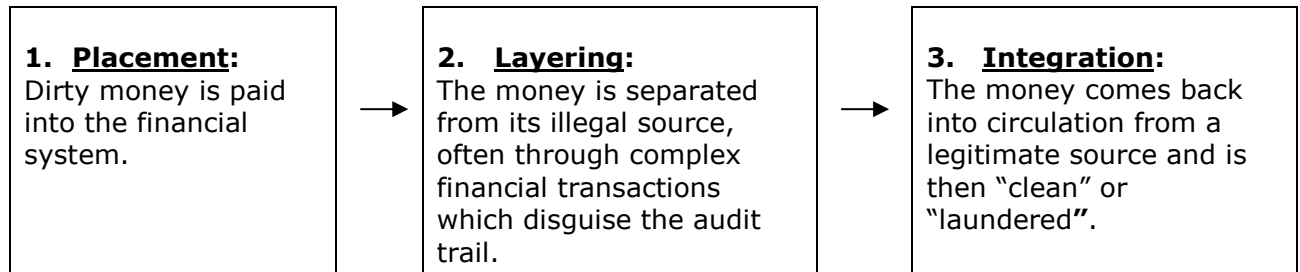 1. Placement:
Dirty money is paid
into the financial
system.
2. Layering:
The money is separated
from its illegal source,
often through complex
financial transactions
which disguise the audit
trail.
3. Integration:
The money comes back
into circulation from a
legitimate source and is
then “clean” or
“laundered”.